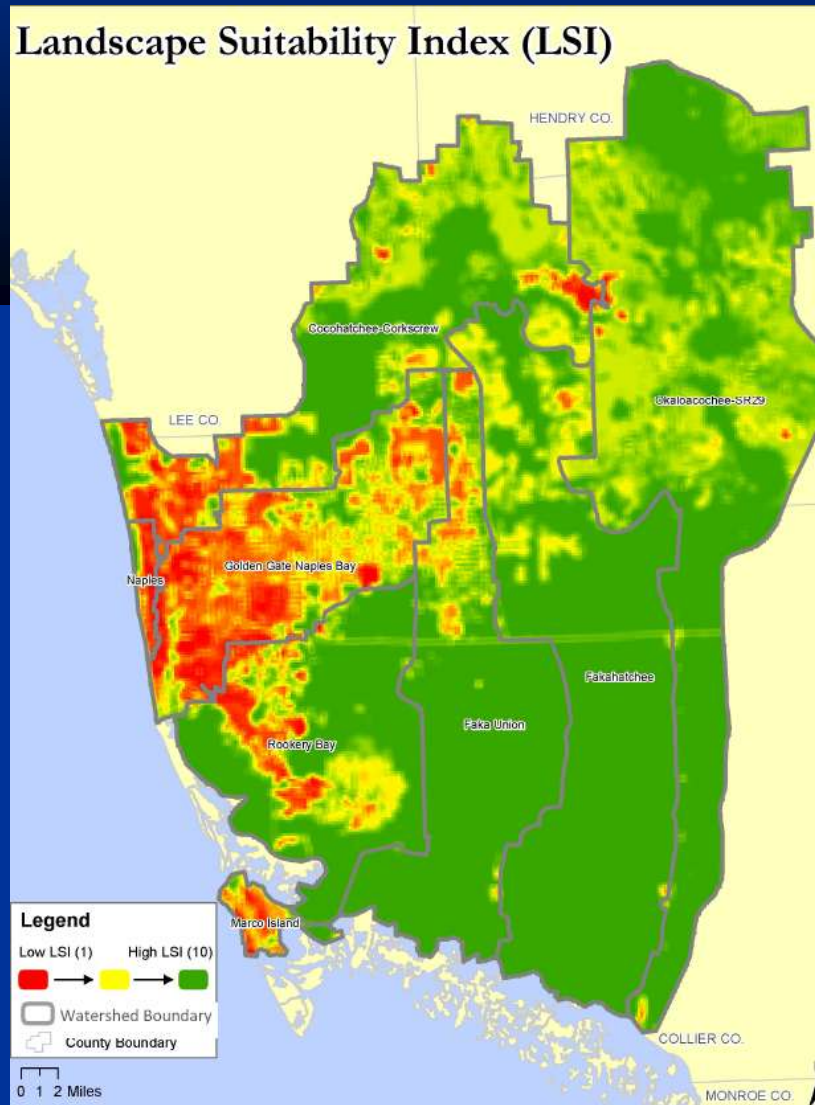 Landscape Suitability Index (LSI)
HENDRY CO.
Cocohatchee-Corkscrew
Okaloacochee-SR29
LEE CO.
Naples
Golden Gate Naples Bay
Fakahatchee
Faka Union
Rookery Bay
Marco Island
Legend
Low LSI (1) High LSI (10)
Watershed Boundary
County Boundary
0 1 2 Miles
COLLIER CO.
MONROE CO.